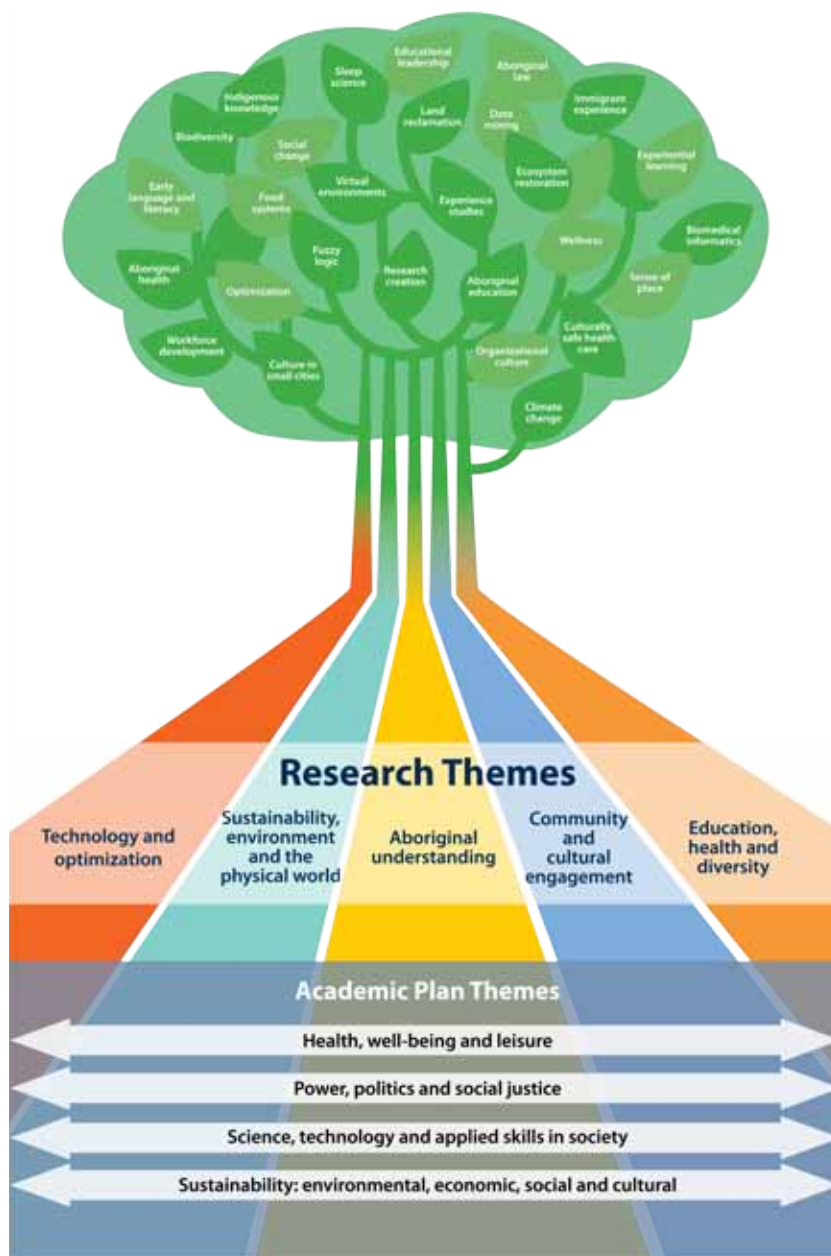 Educational
leadership
Sleep
science
Aboriginal
law
Indigenous
knowledge
Land
reclamation
Data
mining
Immigrant
experience
Biodiversity
Social
change
Virtual
environments
Ecosystem
restoration
Experiential
learning
Early
language and
literacy
Food
systems
Experience
studies
Wellness
Biomedical
informatics
Aboriginal
health
Fuzzy
logic
Research
creation
Aboriginal
education
Sense of
place
Optimization
Workforce
development
Culture in
small cities
Organizational
culture
Culturally
safe health
care
Climate
change
Research Themes
Technology and
optimization
Sustainability,
environment
and the
physical world
Aboriginal
understanding
Community
and
cultural
engagement
Education,
health and
diversity
Academic Plan Themes
Health, well-being and leisure
Power, politics and social justice
Science, technology and applied skills in society
Sustainability: environmental, economic, social and cultural